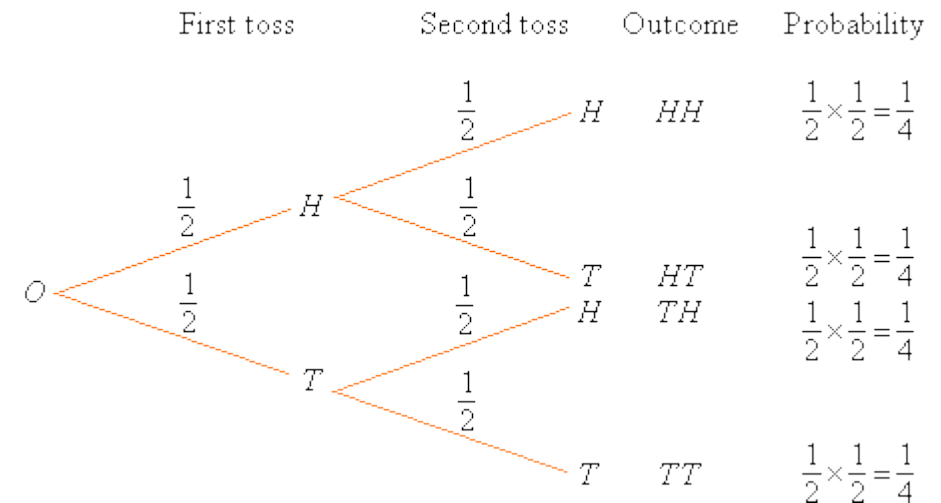 First toss Second toss Outcome Probability
1/2 H HH 1/2 × 1/2 = 1/4
1/2 H 1/2
T HT 1/2 × 1/2 = 1/4
O 1/2 1/2 H TH 1/2 × 1/2 = 1/4
T 1/2
T TT 1/2 × 1/2 = 1/4